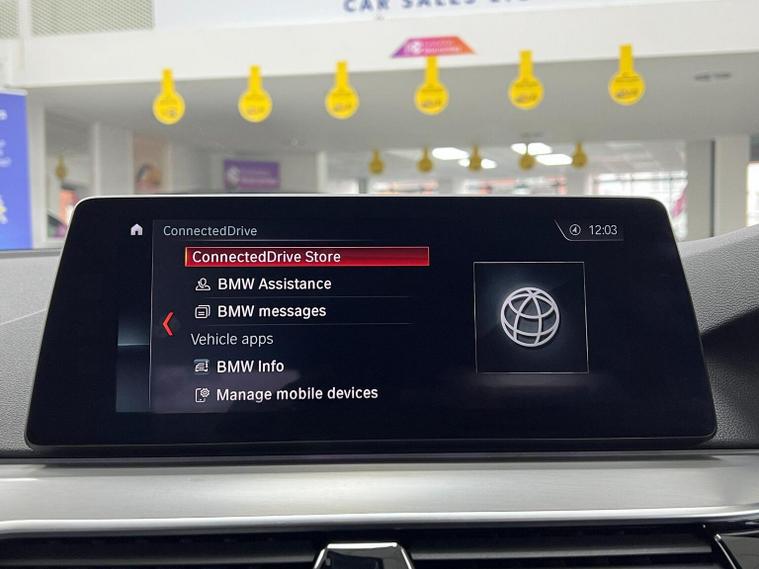 CAR SALES
ConnectedDrive
12:03
ConnectedDrive Store
BMW Assistance
BMW messages
Vehicle apps
BMW Info
Manage mobile devices